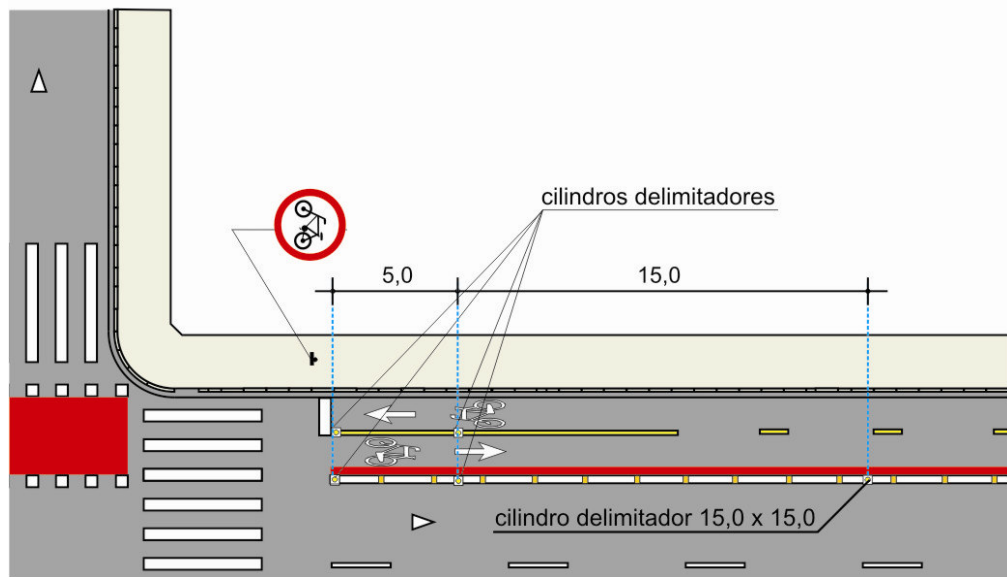 cilindros delimitadores
5,0
15,0
cilindro delimitador 15,0 x 15,0